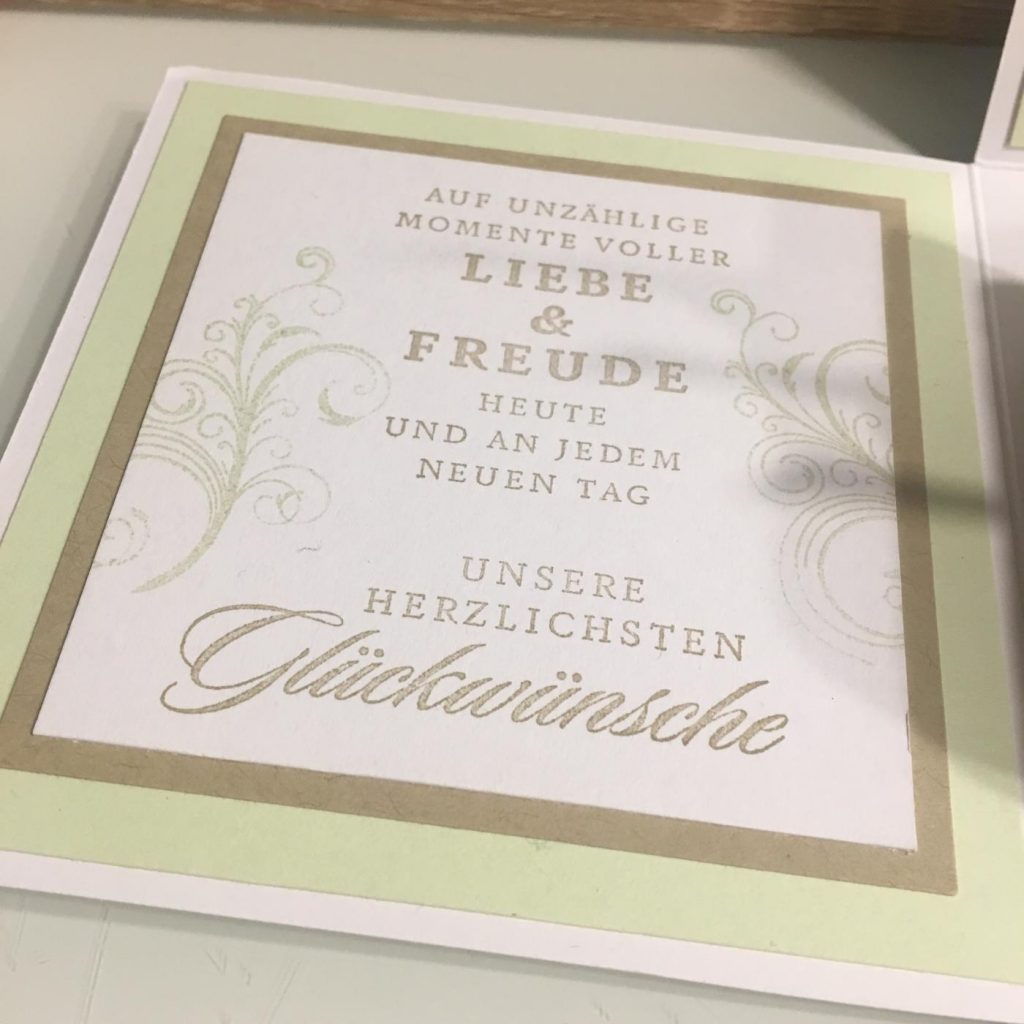 AUF UNZÄHLIGE
MOMENTE VOLLER
LIEBE
&
FREUDE
HEUTE
UND AN JEDEM
NEUEN TAG
UNSERE
HERZLICHSTEN
Glückwünsche